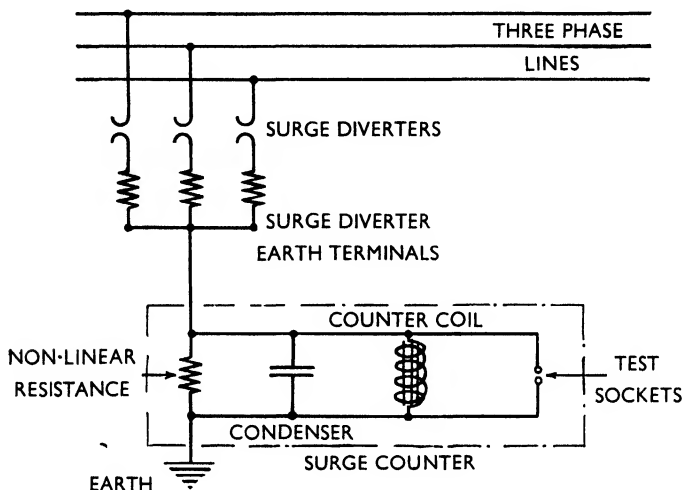 THREE PHASE
LINES
SURGE DIVERTERS
SURGE DIVERTER
EARTH TERMINALS
COUNTER COIL
NON-LINEAR
RESISTANCE
TEST
SOCKETS
CONDENSER
SURGE COUNTER
EARTH